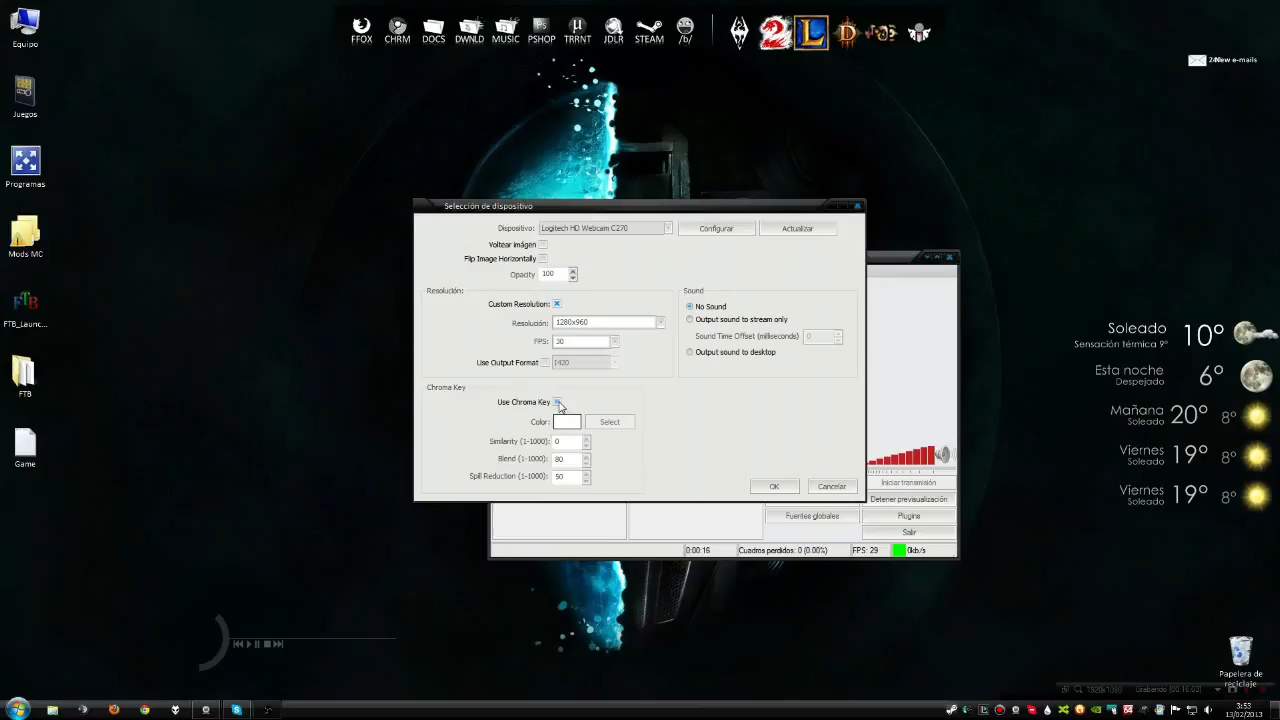 FFOX
CHRM
DOCS
DWNLD
MUSIC
PSHOP
TRRNT
JDLR
STEAM
/b/
Equipo
Juegos
Programas
Mods MC
FTB_Launc...
FTB
Game
Selección de dispositivo
Dispositivo: Logitech HD Webcam C270
Configurar
Actualizar
Voltear imágen
Flip Image Horizontally
Opacity 100
Resolución:
Custom Resolution:
Resolución: 1280x960
FPS: 30
Use Output Format I420
Sound
No Sound
Output sound to stream only
Sound Time Offset (milliseconds) 0
Output sound to desktop
Chroma Key
Use Chroma Key
Color: Select
Similarity (1-1000): 0
Blend (1-1000): 80
Spill Reduction (1-1000): 50
OK
Cancelar
Iniciar transmisión
Detener previsualización
Fuentes globales
Plugins
Salir
0:00:16
Cuadros perdidos: 0 (0.00%)
FPS: 29
0kb/s
New e-mails
Soleado 10°
Sensación térmica 9°
Esta noche 6°
Despejado
Mañana 20° 8°
Soleado
Viernes 19° 8°
Soleado
Viernes 19° 8°
Soleado
Papelera de
reciclaje
1920x1080 Grabando
3:53
13/02/2013